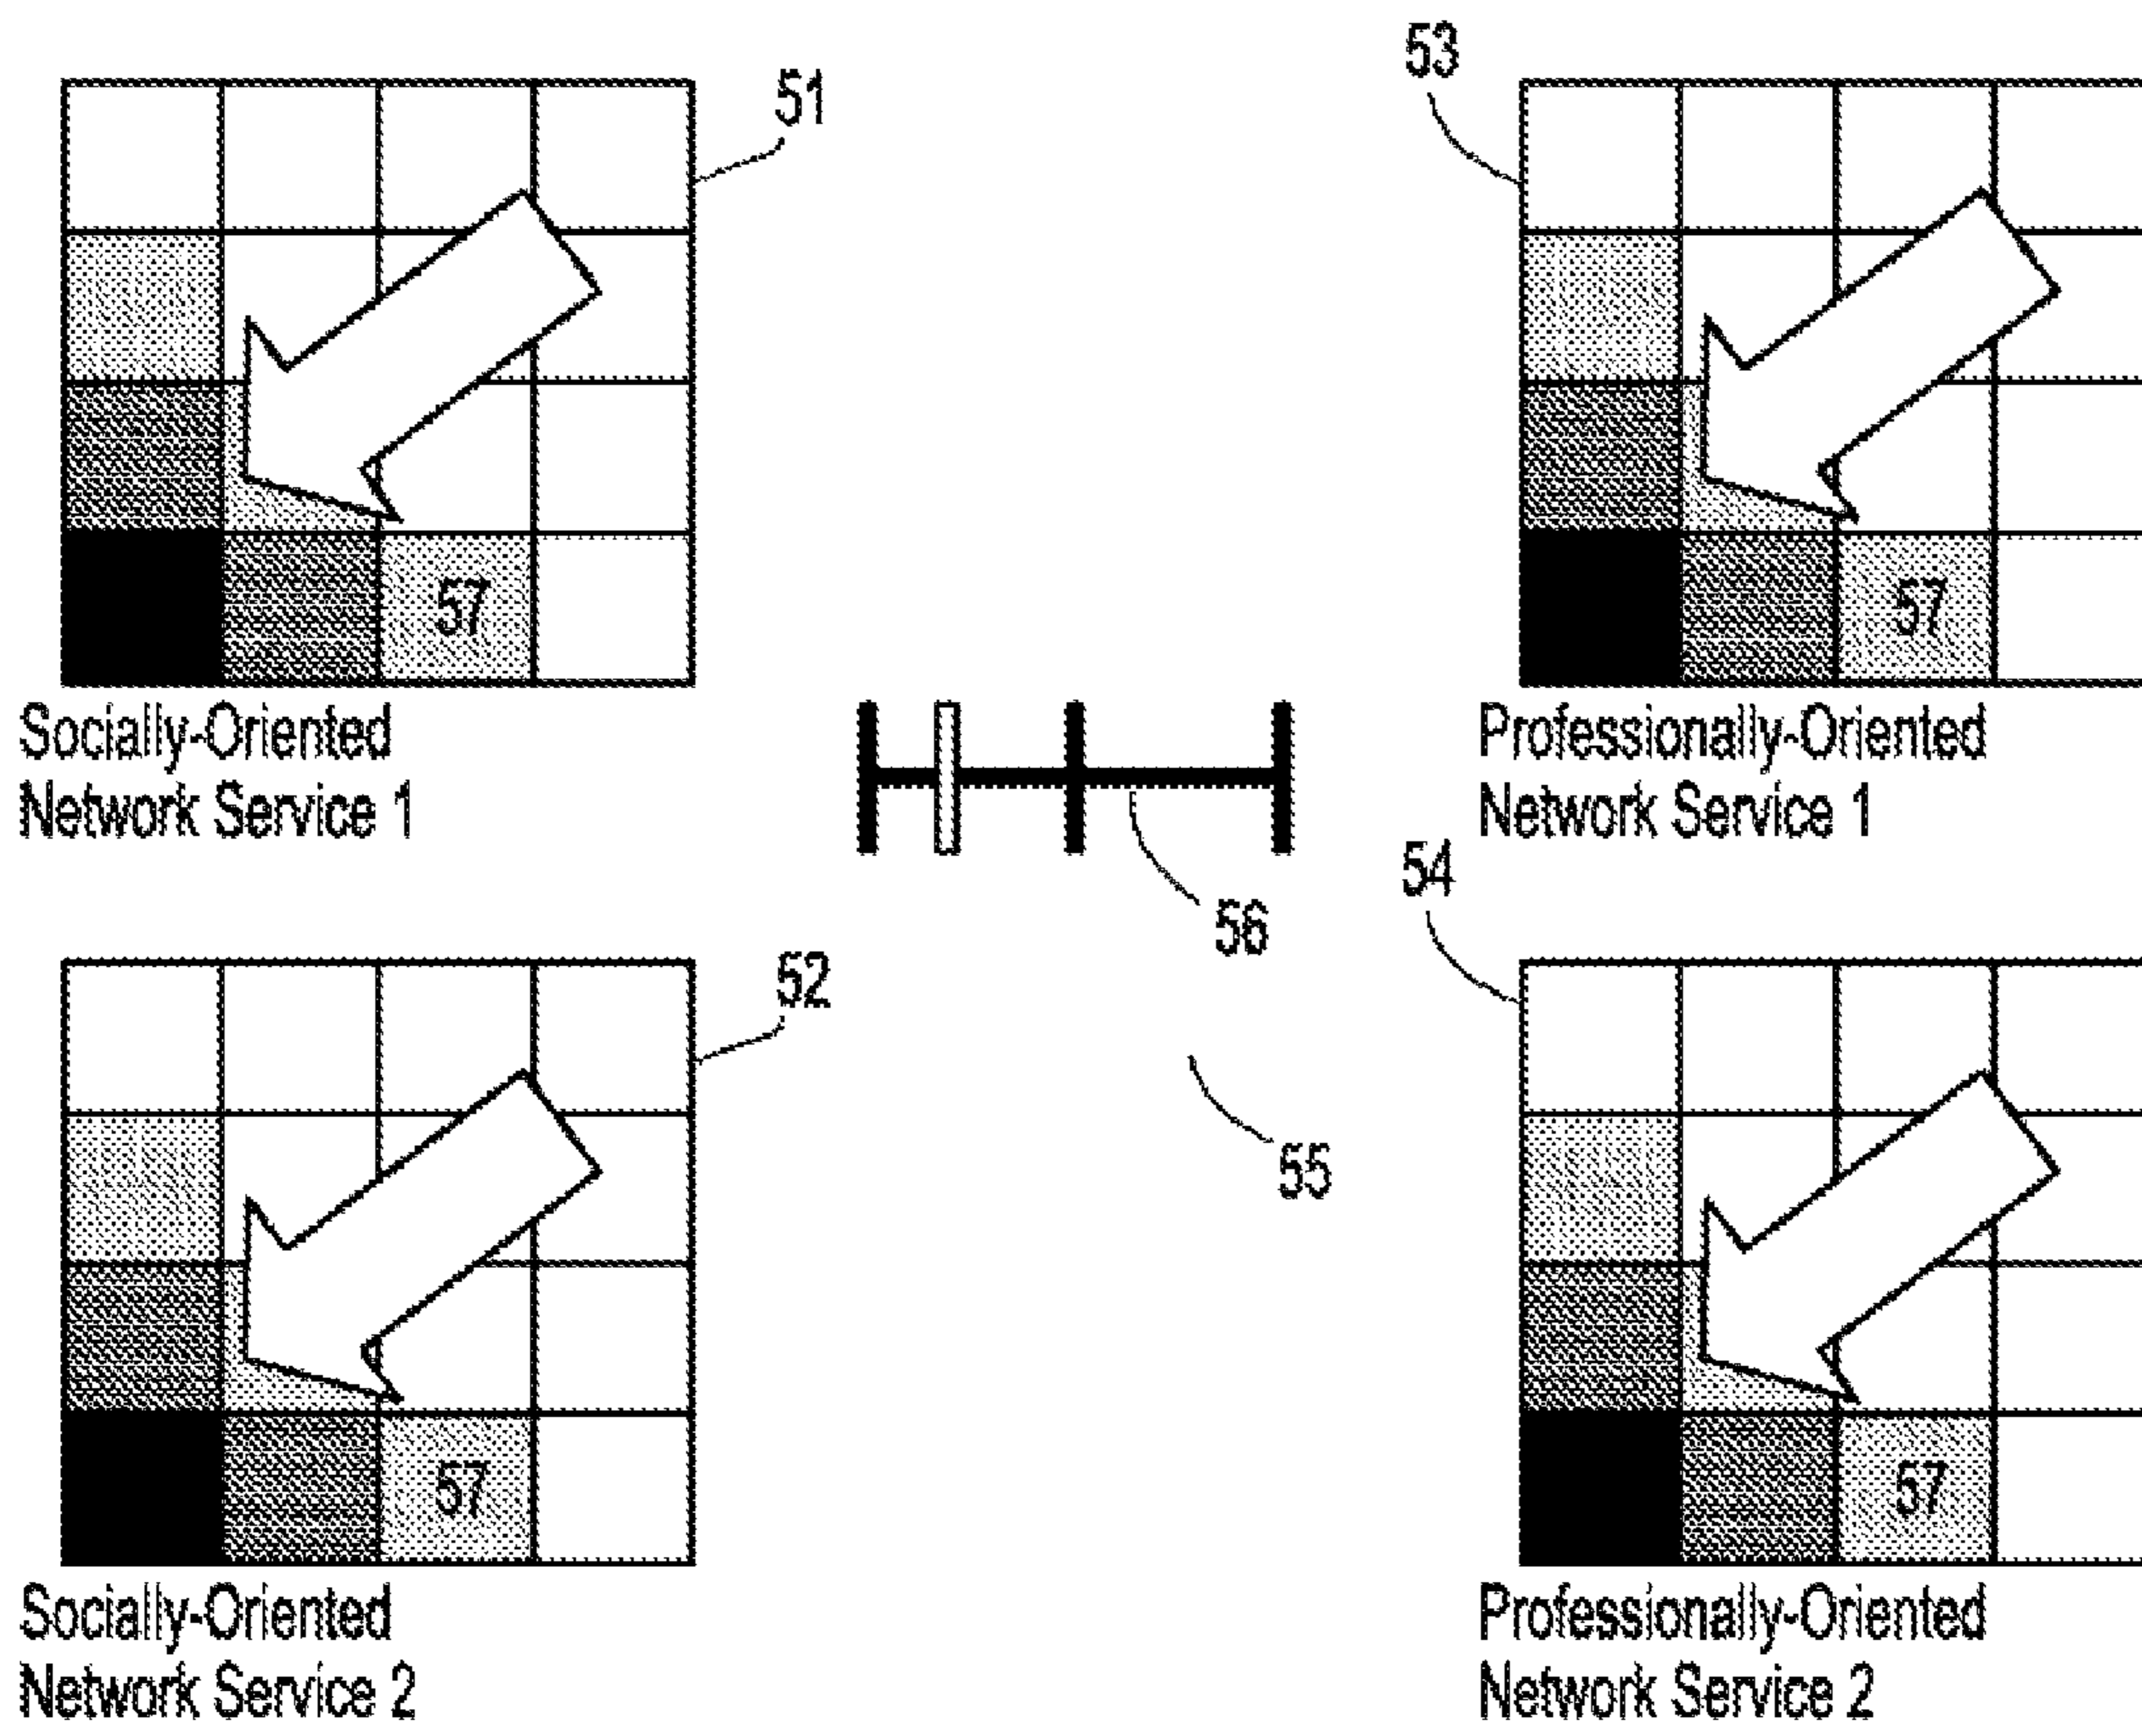 51
53
57
57
Socially-Oriented
Network Service 1
Professionally-Oriented
Network Service 1
56
54
52
55
57
57
Socially-Oriented
Network Service 2
Professionally-Oriented
Network Service 2